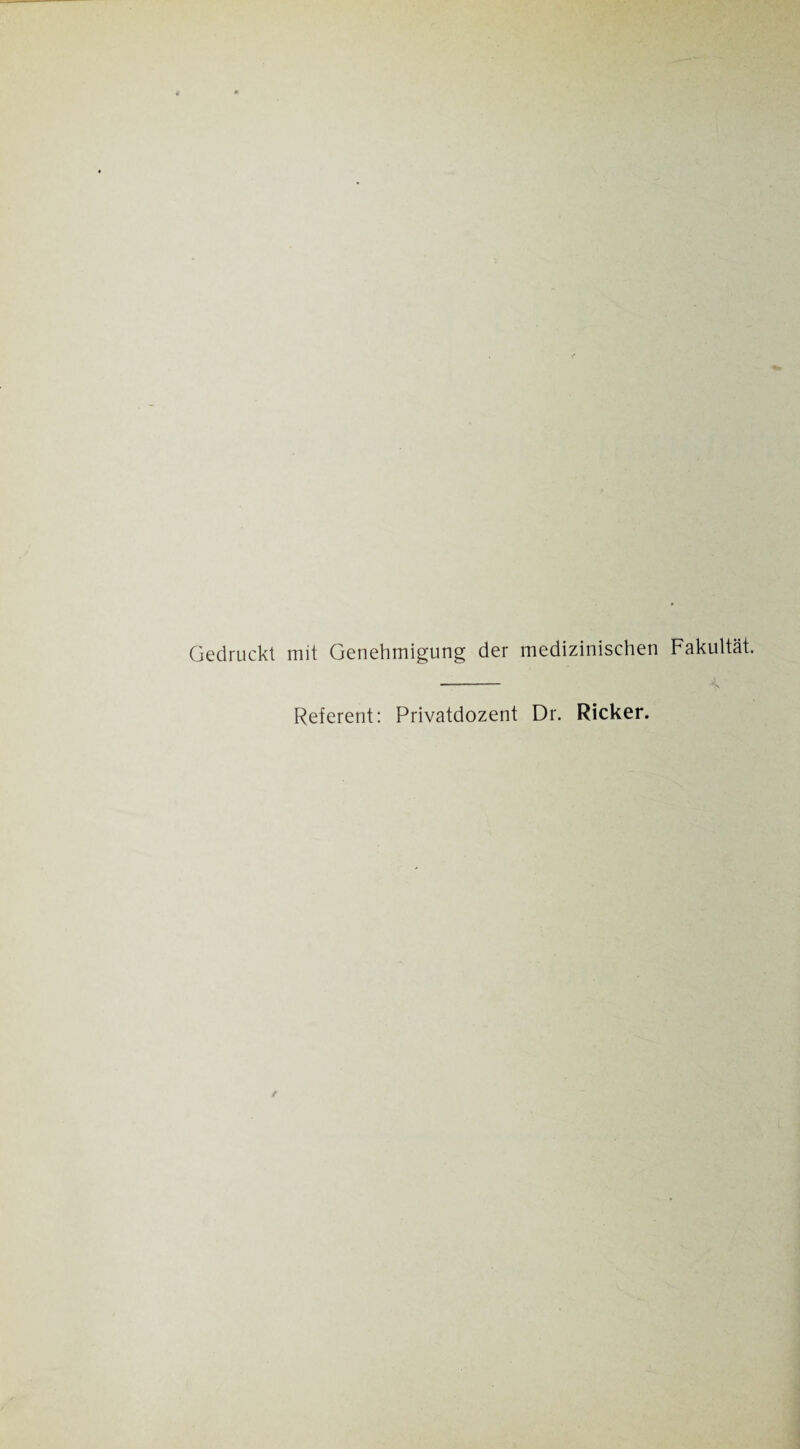 Gedruckt mit Genehmigung der medizinischen Fakultät.
Referent: Privatdozent Dr. Ricker.